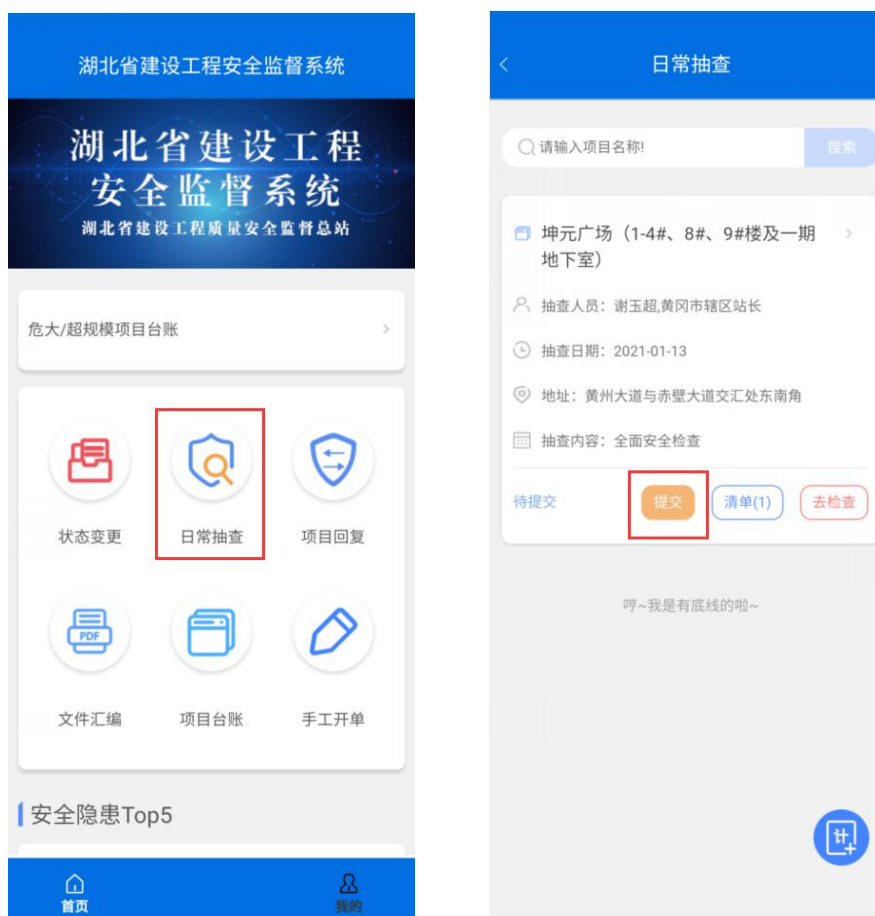 湖北省建设工程安全监督系统
湖北省建设工程
安全监督系统
湖北省建设工程质量安全监督总站
危大/超规模项目台账
状态变更
日常抽查
项目回复
PDF
文件汇编
项目台账
手工开单
安全隐患Top5
首页
我的
日常抽查
请输入项目名称!
搜索
坤元广场（1-4#、8#、9#楼及一期
地下室）
抽查人员：谢玉超,黄冈市辖区站长
抽查日期：2021-01-13
地址：黄州大道与赤壁大道交汇处东南角
抽查内容：全面安全检查
待提交
提交
清单(1)
去检查
哼~我是有底线的啦~
计